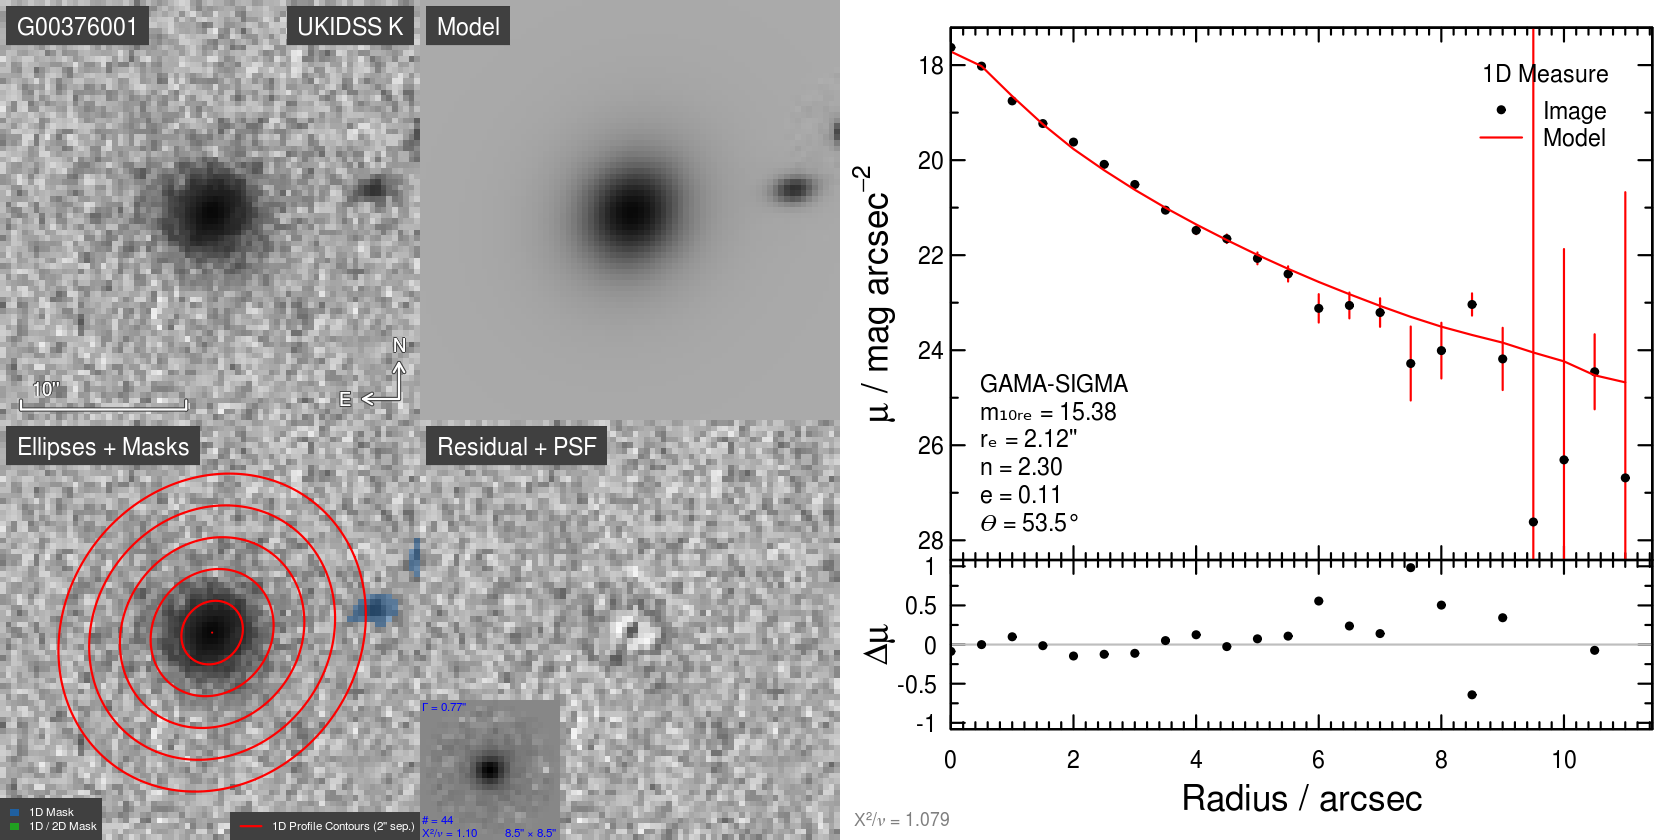 G00376001
UKIDSS K
Model
N
E
10"
Ellipses + Masks
Residual + PSF
Γ = 0.77"
# = 44
X²/ν = 1.10
8.5" × 8.5"
1D Mask
1D / 2D Mask
1D Profile Contours (2" sep.)
1D Measure
Image
Model
GAMA-SIGMA
m₁₀ᵣₑ = 15.38
rₑ = 2.12"
n = 2.30
e = 0.11
θ = 53.5°
μ / mag arcsec⁻²
18
20
22
24
26
28
Δμ
1
0.5
0
-0.5
-1
0 2 4 6 8 10
Radius / arcsec
X²/ν = 1.079